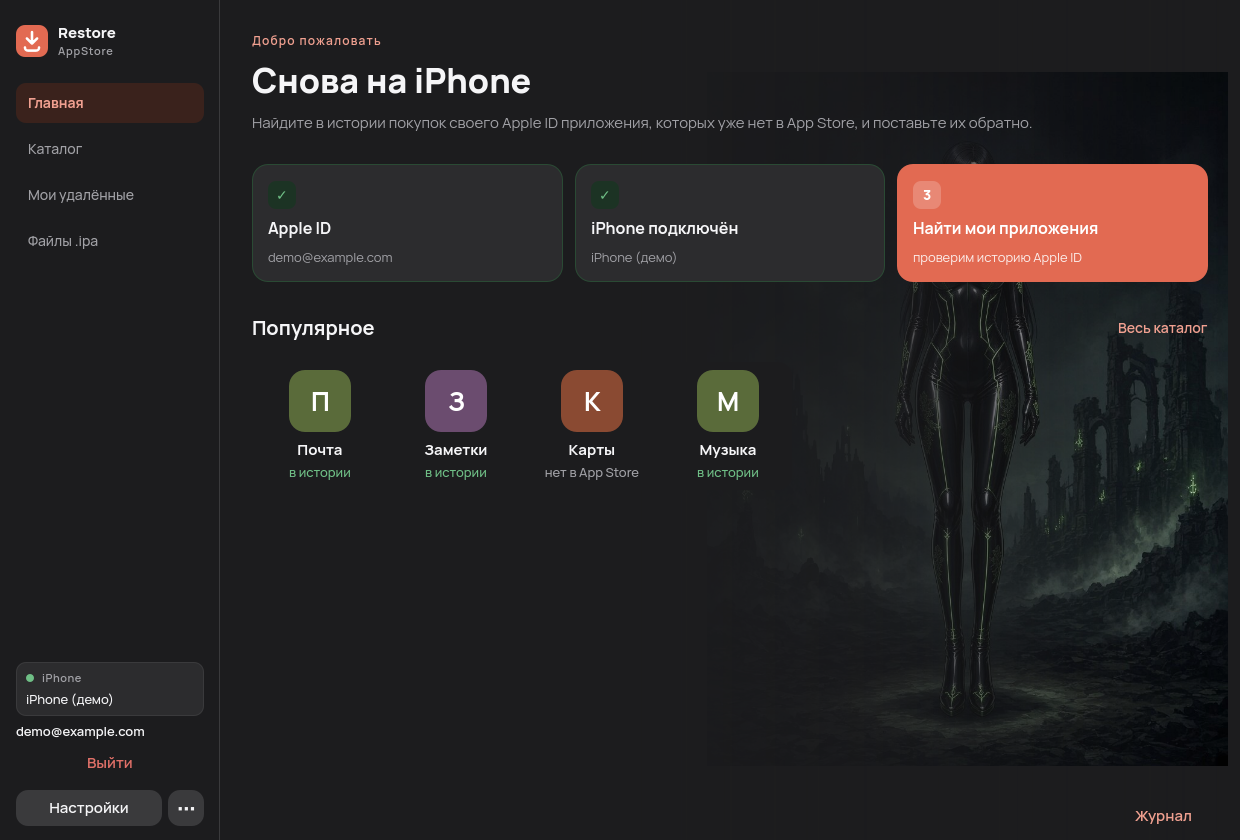 Restore
AppStore
Главная
Каталог
Мои удалённые
Файлы .ipa
iPhone
iPhone (демо)
demo@example.com
Выйти
Настройки
Добро пожаловать
Снова на iPhone
Найдите в истории покупок своего Apple ID приложения, которых уже нет в App Store, и поставьте их обратно.
✓
Apple ID
demo@example.com
✓
iPhone подключён
iPhone (демо)
3
Найти мои приложения
проверим историю Apple ID
Популярное
Весь каталог
П
Почта
в истории
З
Заметки
в истории
К
Карты
нет в App Store
М
Музыка
в истории
Журнал